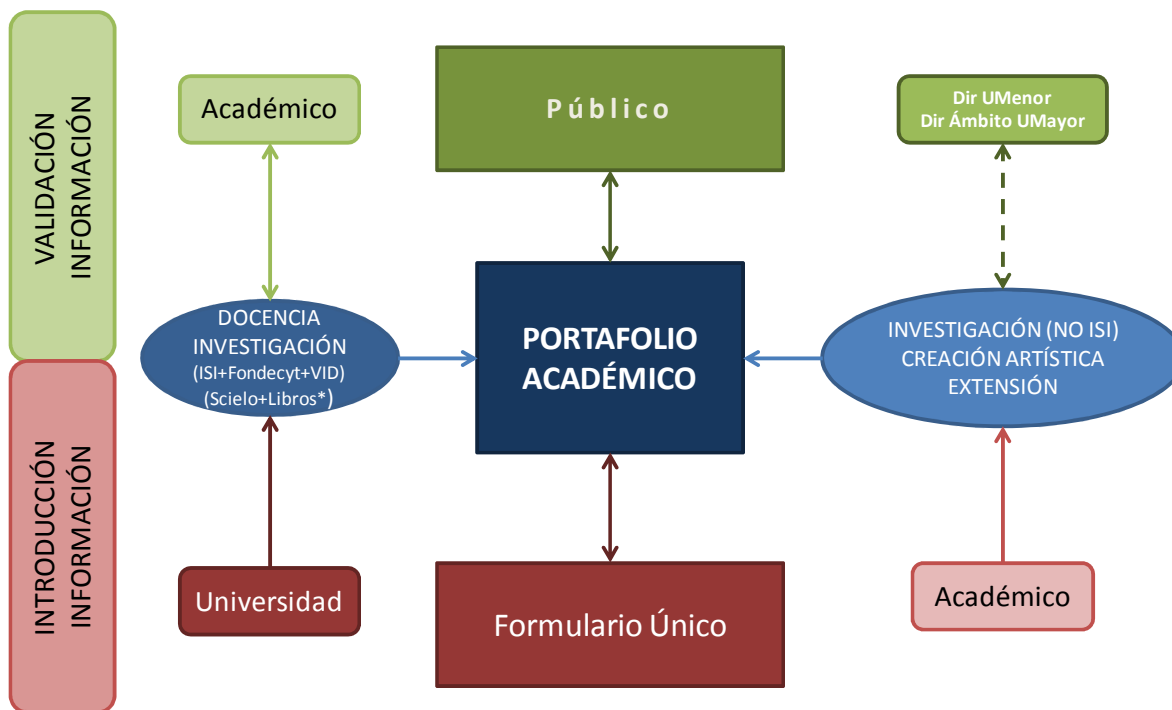 VALIDACIÓN
INFORMACIÓN
INTRODUCCIÓN
INFORMACIÓN
Académico
Público
Dir UMenor
Dir Ámbito UMayor
DOCENCIA
INVESTIGACIÓN
(ISI+Fondecyt+VID)
(Scielo+Libros*)
PORTAFOLIO
ACADÉMICO
INVESTIGACIÓN (NO ISI)
CREACIÓN ARTÍSTICA
EXTENSIÓN
Universidad
Formulario Único
Académico